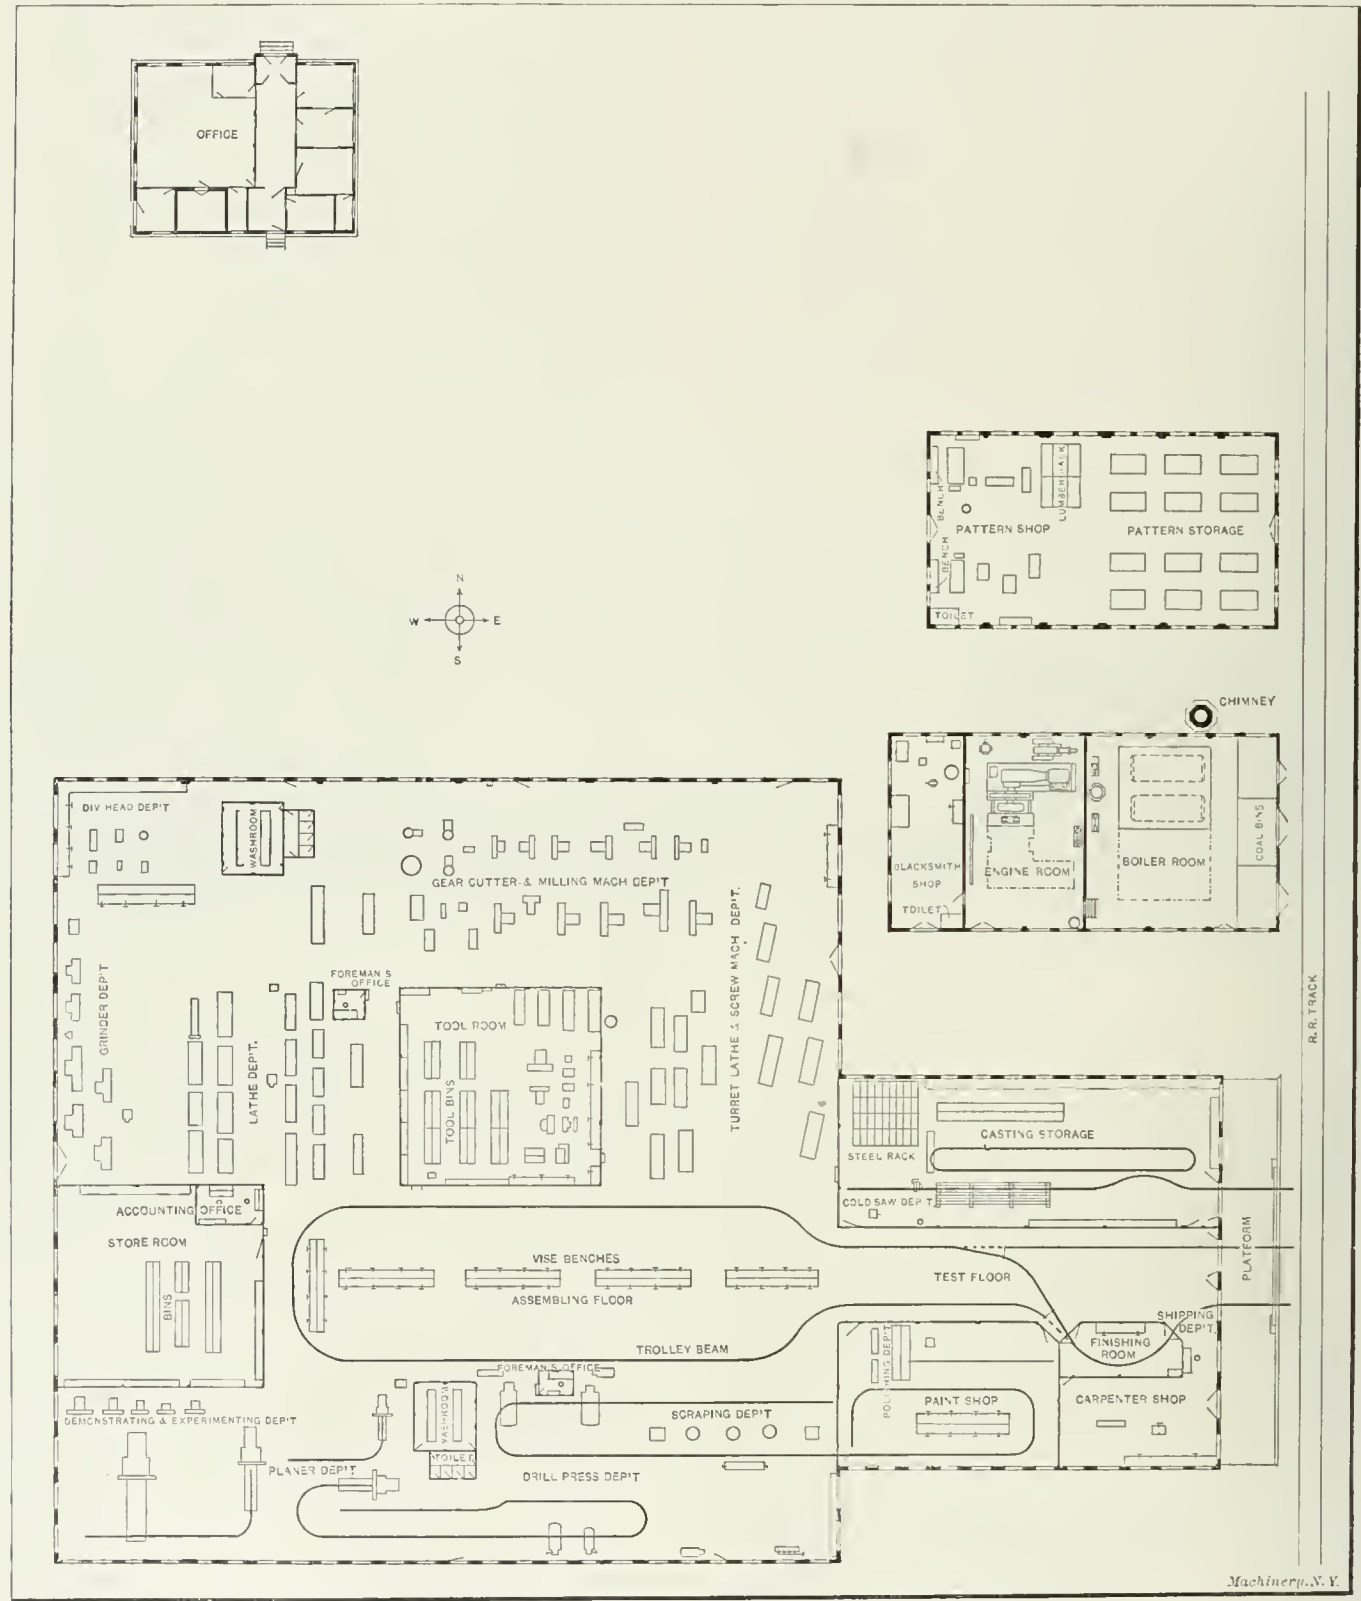 OFFICE
N
W
E
S
BENCH
LUMBER RACK
PATTERN SHOP
PATTERN STORAGE
BENCH
TOILET
CHIMNEY
BLACKSMITH
SHOP
TOILET
ENGINE ROOM
BOILER ROOM
COAL BINS
R. R. TRACK
DIV HEAD DEP'T
WASHROOM
GEAR CUTTER & MILLING MACH DEP'T
TURRET LATHE & SCREW MACH DEP'T.
GRINDER DEP'T
LATHE DEP'T.
FOREMAN'S
OFFICE
TOOL ROOM
TOOL BINS
CASTING STORAGE
STEEL RACK
COLD SAW DEP'T.
PLATFORM
ACCOUNTING OFFICE
STORE ROOM
BINS
VISE BENCHES
ASSEMBLING FLOOR
TEST FLOOR
TROLLEY BEAM
SHIPPING
DEP'T.
FINISHING
ROOM
FOREMAN'S OFFICE
POLISHING DEP'T
PAINT SHOP
CARPENTER SHOP
WASHROOM
TOILET
SCRAPING DEP'T
DEMONSTRATING & EXPERIMENTING DEP'T
PLANER DEP'T
DRILL PRESS DEP'T
Machinery, N. Y.